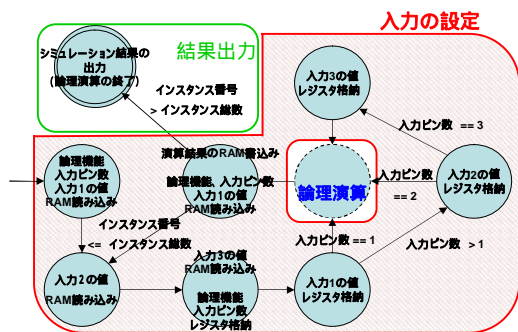 入力の設定
結果出力
シミュレーション結果の
出力
(論理演算の終了)
インスタンス番号
> インスタンス総数
入力3の値
レジスタ格納
入力ピン数 == 3
論理機能
入力ピン数
入力1の値
RAM読み込み
演算結果のRAM書込み
論理機能、入力ピン数
入力1の値
RAM読み込み
論理演算
入力ピン数
== 2
入力2の値
レジスタ格納
インスタンス番号
<= インスタンス総数
入力ピン数 == 1
入力ピン数 > 1
入力2の値
RAM読み込み
入力3の値
RAM読み込み
論理機能
入力ピン数
レジスタ格納
入力1の値
レジスタ格納